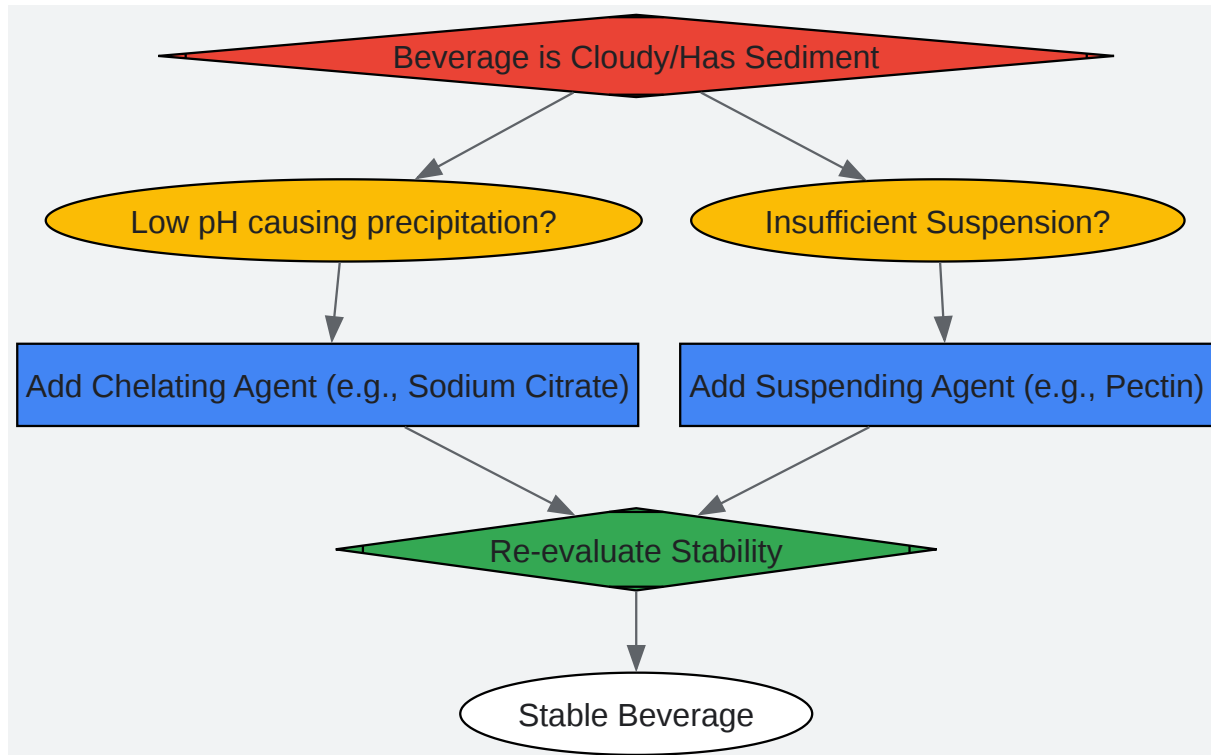 Beverage is Cloudy/Has Sediment
Low pH causing precipitation?
Insufficient Suspension?
Add Chelating Agent (e.g., Sodium Citrate)
Add Suspending Agent (e.g., Pectin)
Re-evaluate Stability
Stable Beverage